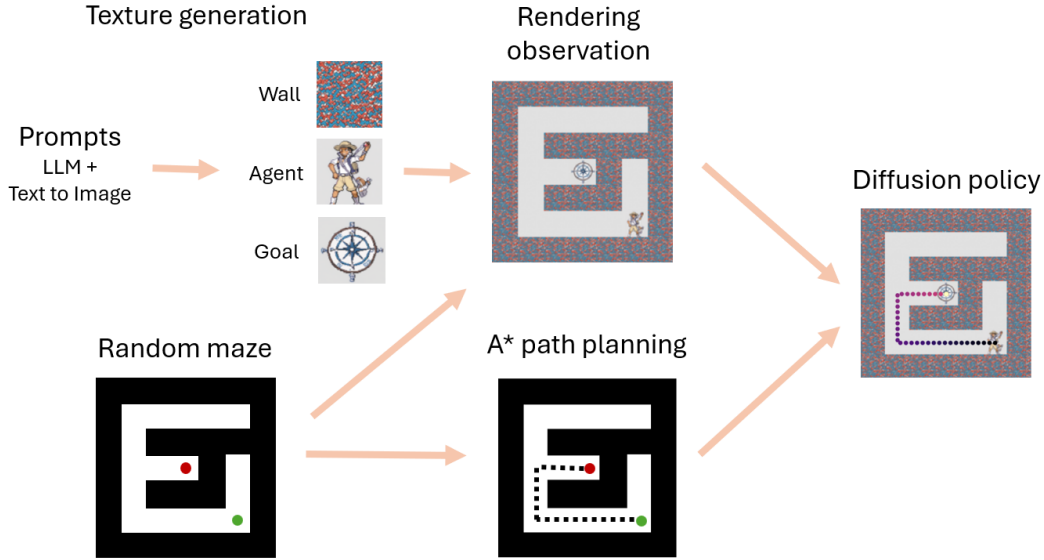 Texture generation
Wall
Prompts
LLM +
Text to Image
Agent
Goal
Rendering
observation
Diffusion policy
Random maze
A* path planning